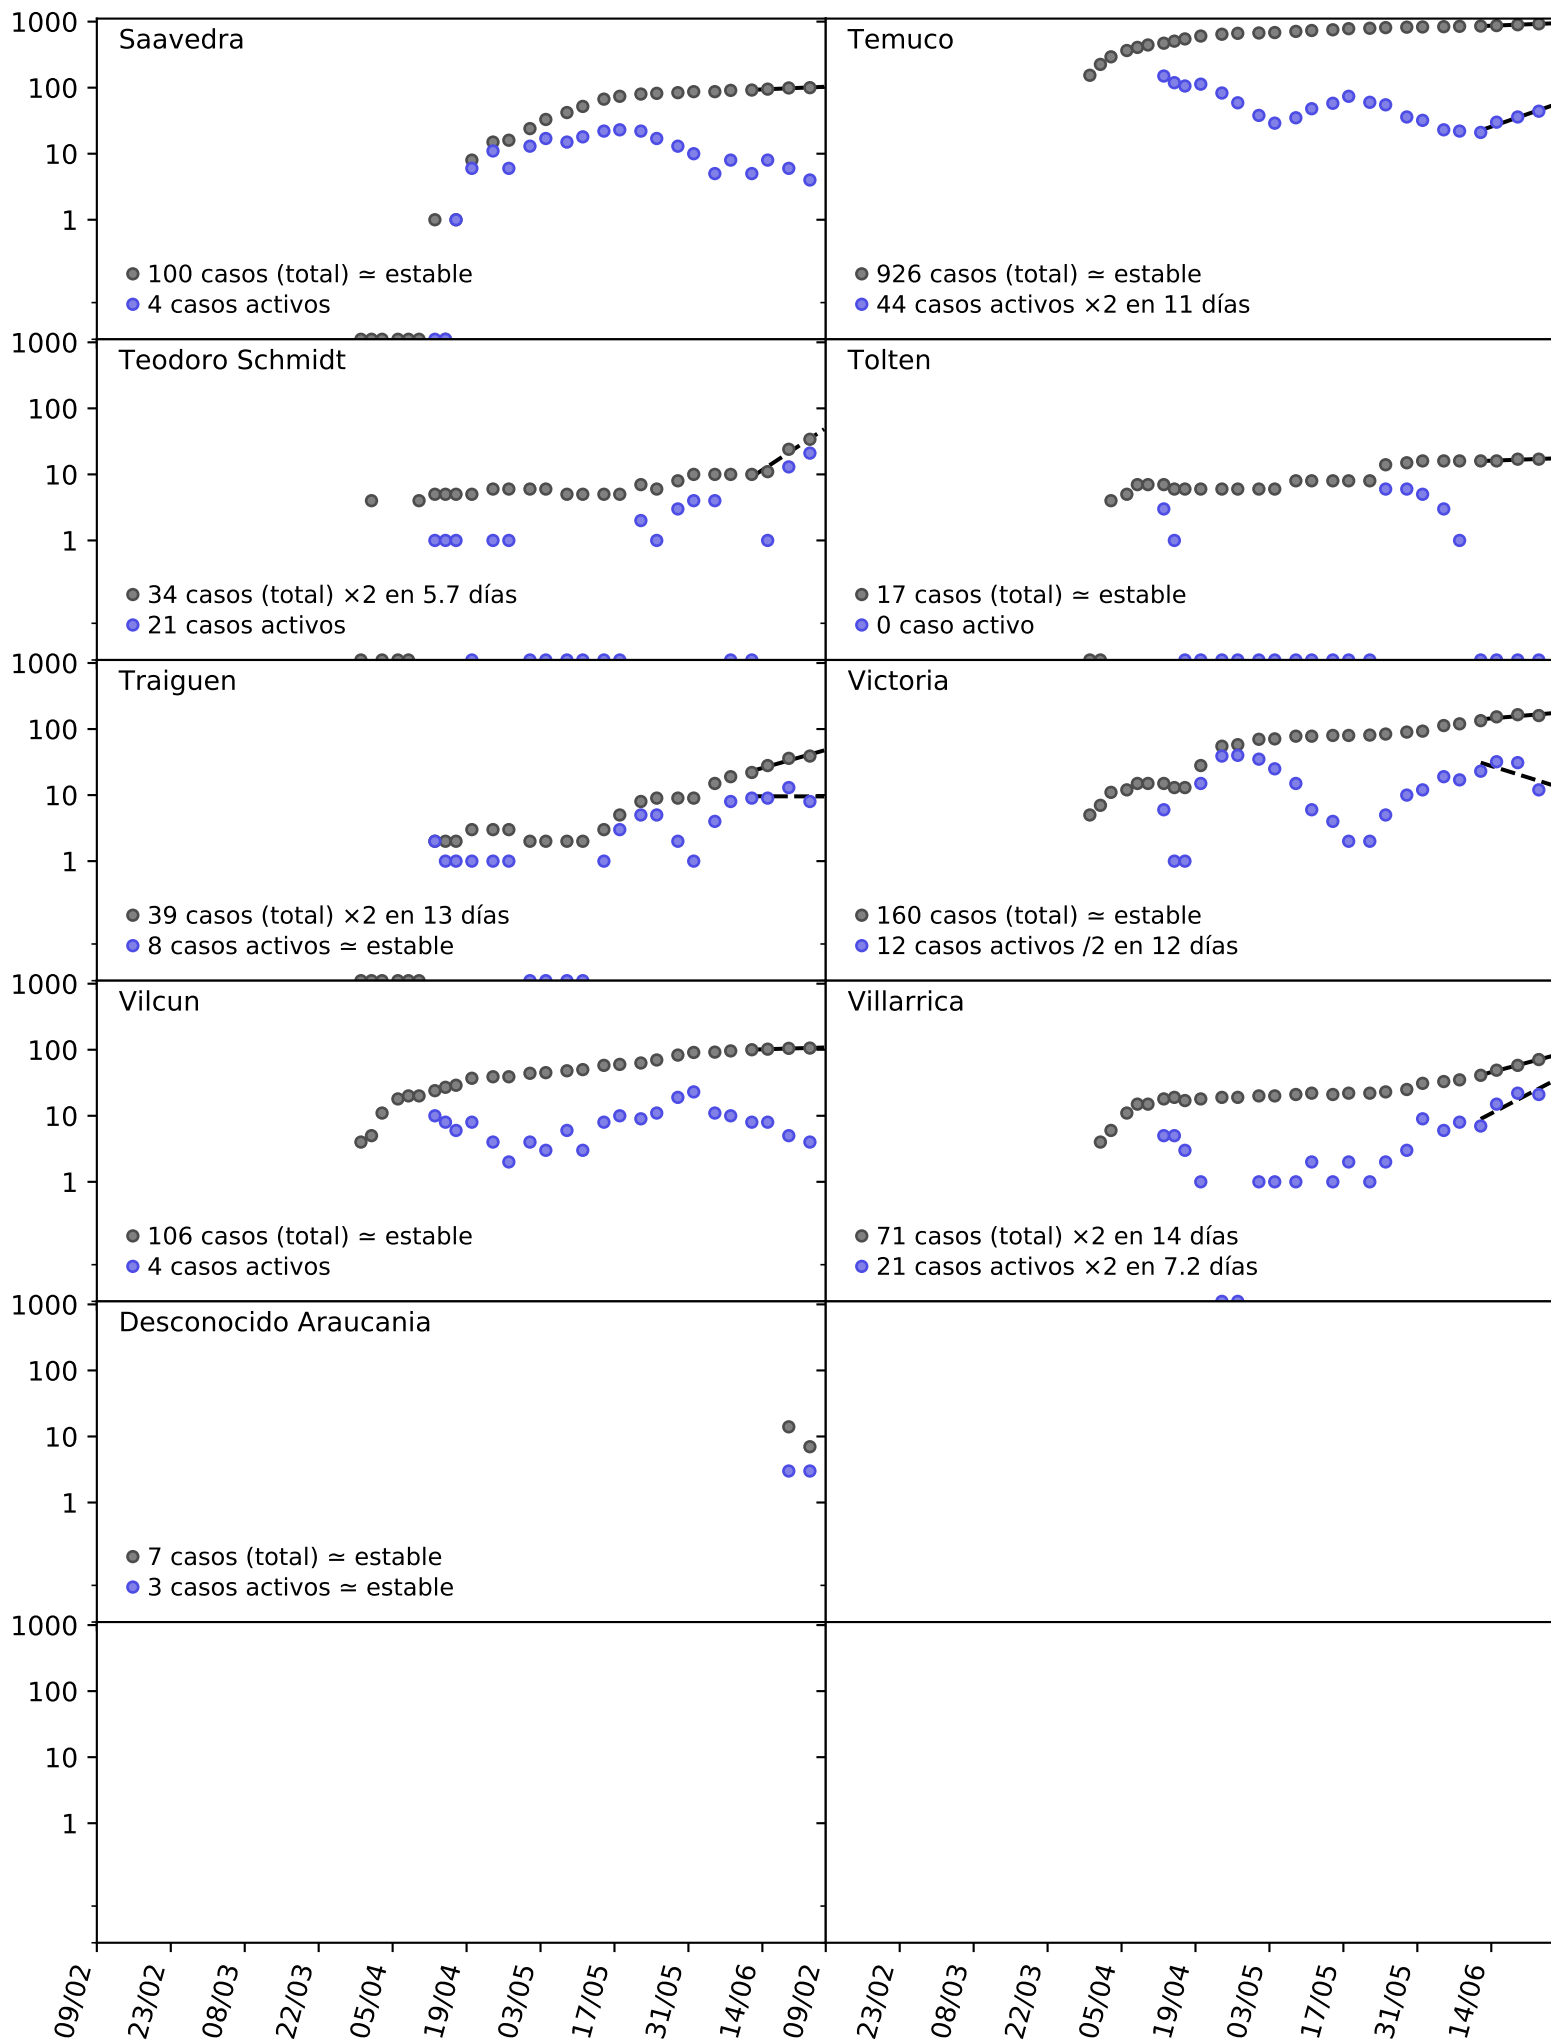 1000
Saavedra
Temuco
100
10
1
100 casos (total) ≃ estable
926 casos (total) ≃ estable
4 casos activos
44 casos activos ×2 en 11 días
1000
Teodoro Schmidt
Tolten
100
10
1
34 casos (total) ×2 en 5.7 días
17 casos (total) ≃ estable
21 casos activos
0 caso activo
1000
Traiguen
Victoria
100
10
1
39 casos (total) ×2 en 13 días
160 casos (total) ≃ estable
8 casos activos ≃ estable
12 casos activos /2 en 12 días
1000
Vilcun
Villarrica
100
10
1
106 casos (total) ≃ estable
71 casos (total) ×2 en 14 días
4 casos activos
21 casos activos ×2 en 7.2 días
1000
Desconocido Araucania
100
10
1
7 casos (total) ≃ estable
3 casos activos ≃ estable
1000
100
10
1
09/02 23/02 08/03 22/03 05/04 19/04 03/05 17/05 31/05 14/06 09/02 23/02 08/03 22/03 05/04 19/04 03/05 17/05 31/05 14/06